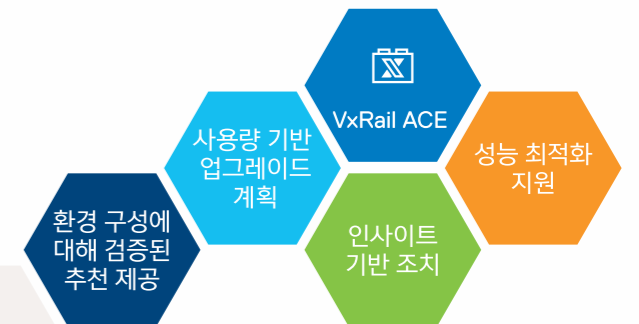 VxRail ACE
사용량 기반
업그레이드
계획
성능 최적화
지원
환경 구성에
대해 검증된
추천 제공
인사이트
기반 조치